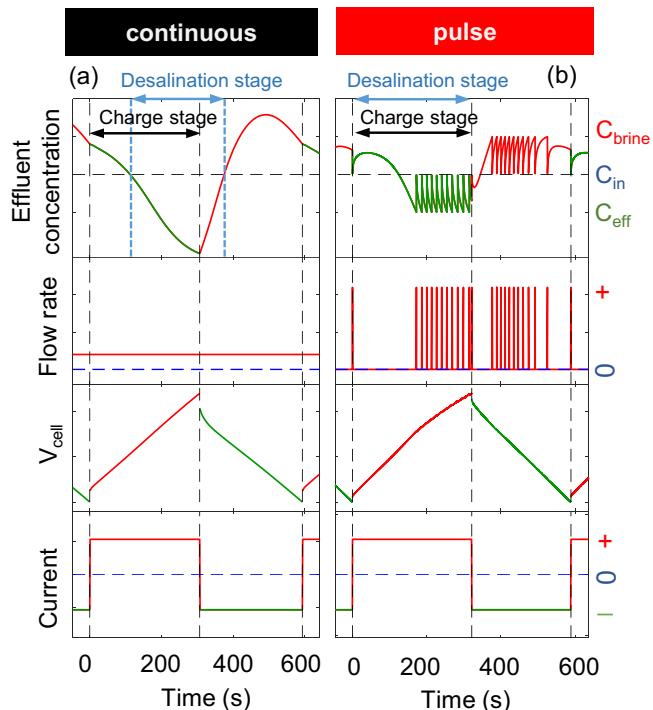 continuous
pulse
(a)
Desalination stage
Charge stage
Desalination stage
(b)
Charge stage
Effluent
concentration
C_brine
C_in
C_eff
Flow rate
+
0
V_cell
Current
+
0
−
0 200 400 600
0 200 400 600
Time (s)
Time (s)